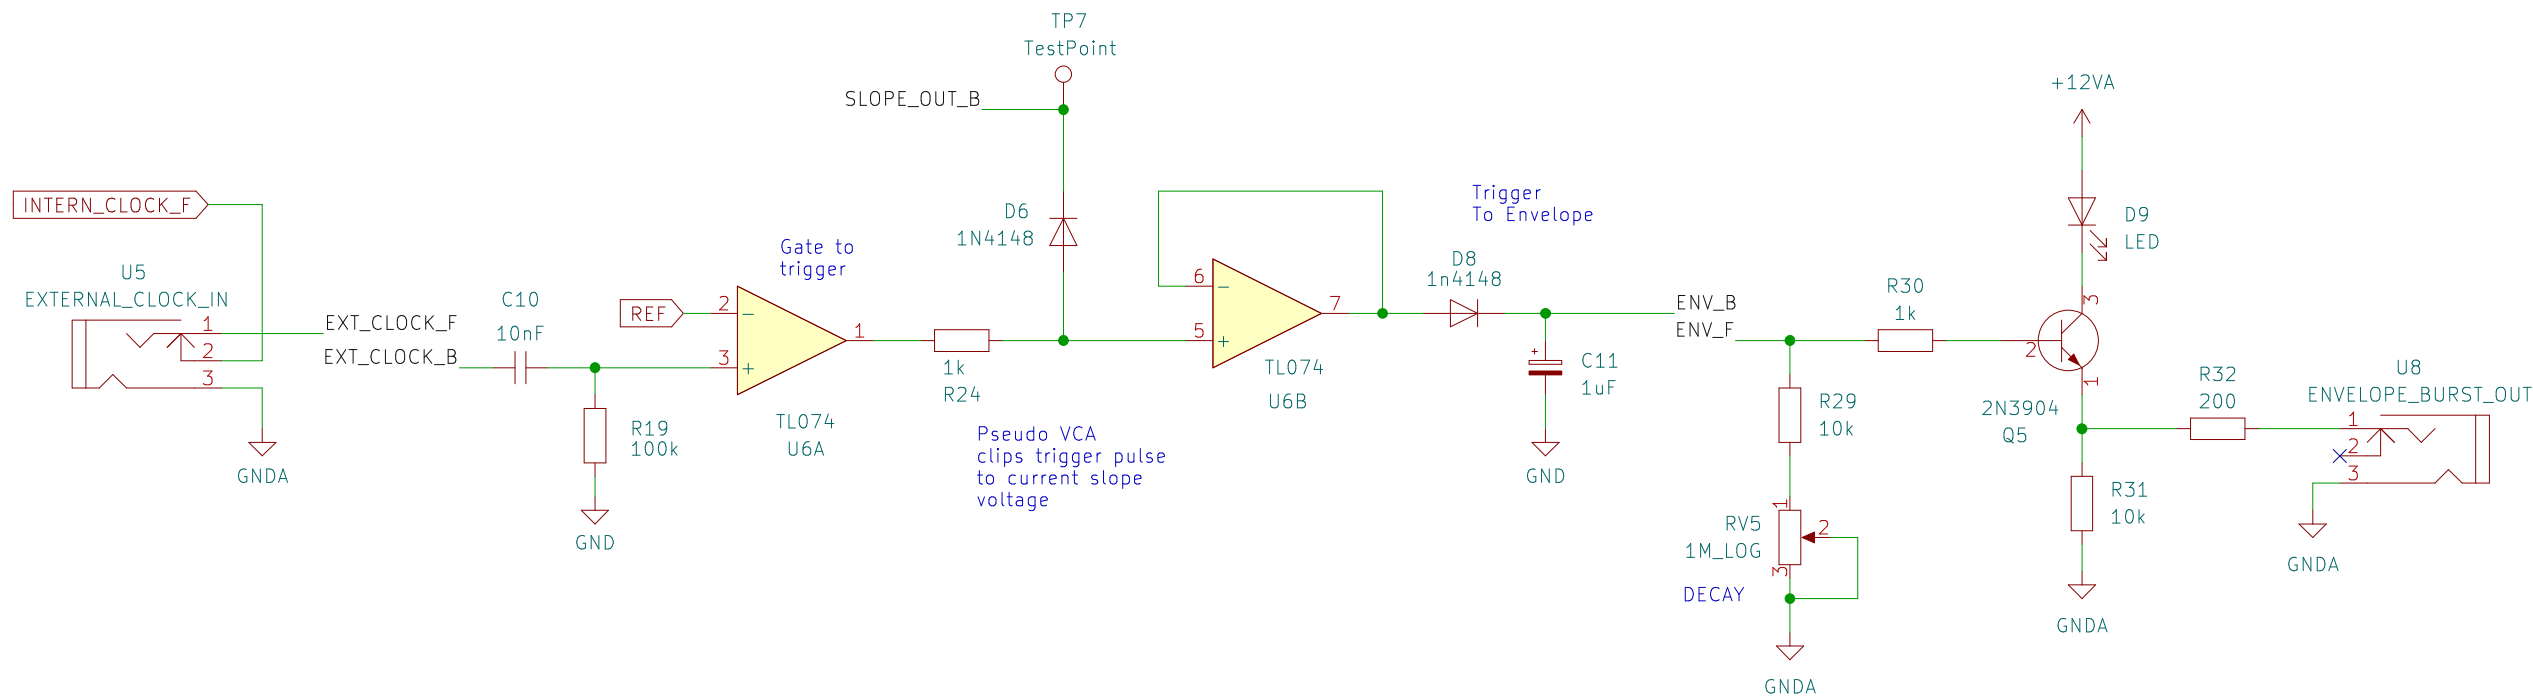 TP7
TestPoint
SLOPE_OUT_B
+12VA
INTERN_CLOCK_F
U5
EXTERNAL_CLOCK_IN
1
2
3
GNDA
EXT_CLOCK_F
EXT_CLOCK_B
C10
10nF
R19
100k
GND
Gate to
trigger
REF
2
3
1
TL074
U6A
1k
R24
D6
1N4148
Pseudo VCA
clips trigger pulse
to current slope
voltage
6
5
7
TL074
U6B
Trigger
To Envelope
D8
1n4148
C11
1uF
GND
ENV_B
ENV_F
R29
10k
RV5
1M_LOG
1
2
3
DECAY
GNDA
R30
1k
D9
LED
3
2
1
2N3904
Q5
R31
10k
GNDA
R32
200
U8
ENVELOPE_BURST_OUT
1
2
3
GNDA